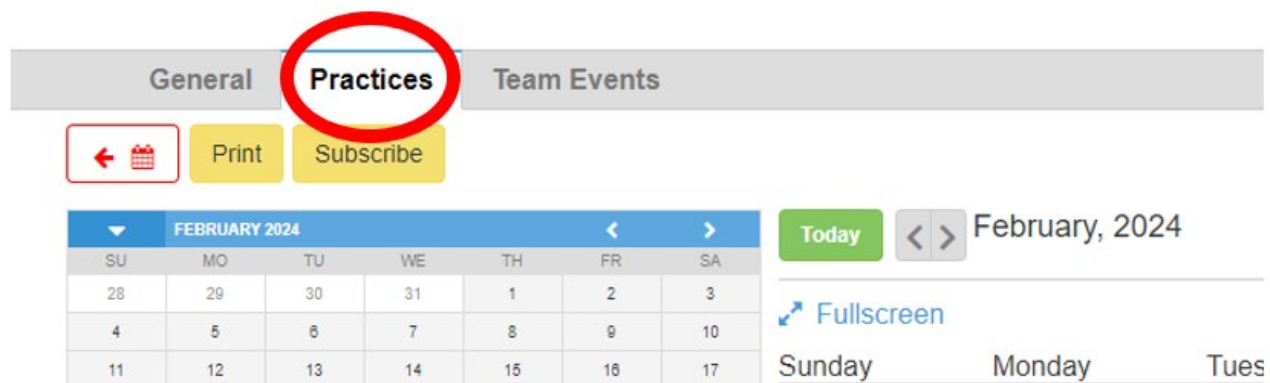 General Practices Team Events
Print Subscribe
FEBRUARY 2024
SU MO TU WE TH FR SA
28 29 30 31 1 2 3
4 5 6 7 8 9 10
11 12 13 14 15 16 17
Today February, 2024
Fullscreen
Sunday Monday Tues